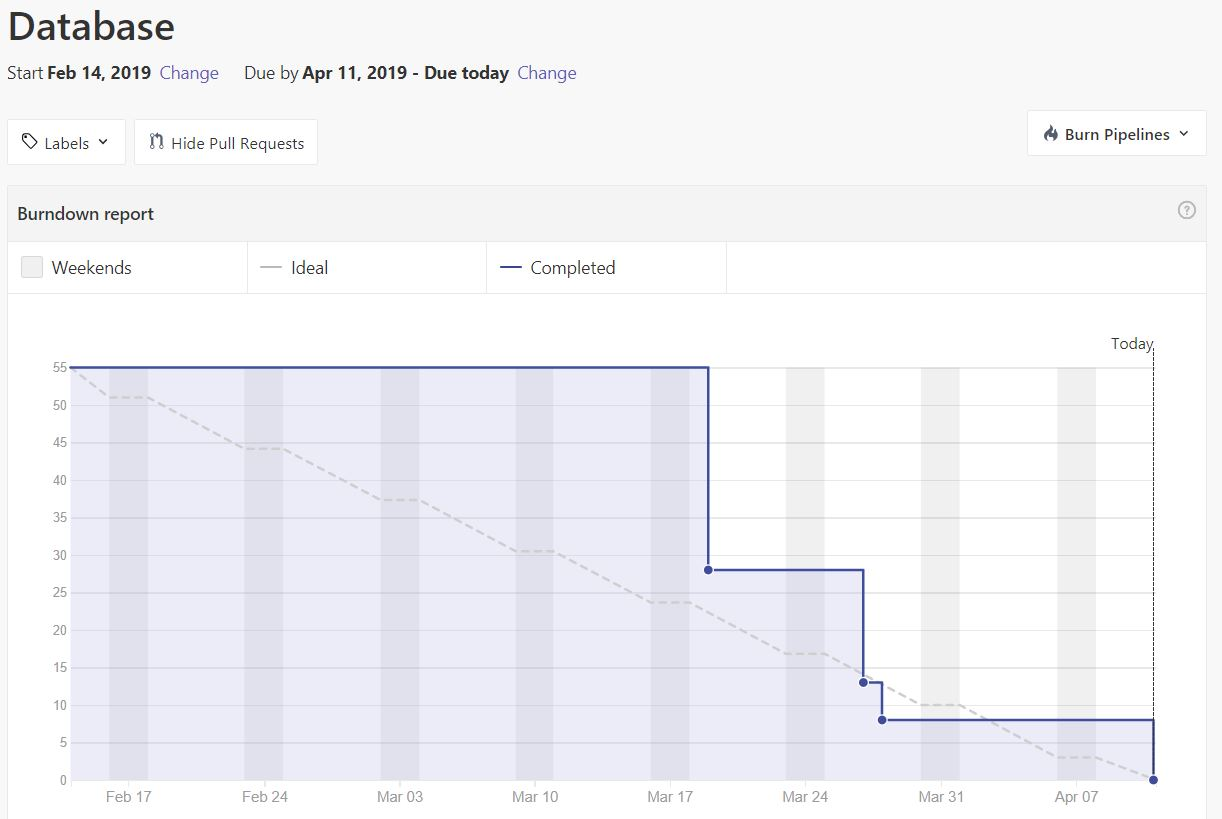 Database
Start Feb 14, 2019 Change Due by Apr 11, 2019 - Due today Change
Labels Hide Pull Requests Burn Pipelines
Burndown report ?
Weekends Ideal Completed
Today
55
50
45
40
35
30
25
20
15
10
5
0
Feb 17 Feb 24 Mar 03 Mar 10 Mar 17 Mar 24 Mar 31 Apr 07